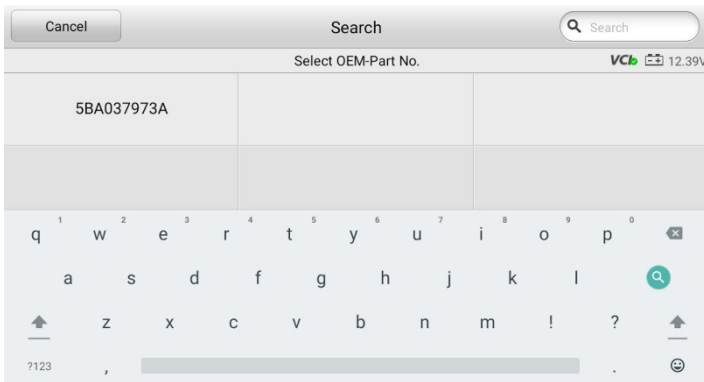 Cancel Search Search
Select OEM-Part No. VCI 12.39V
5BA037973A
q 1 w 2 e 3 r 4 t 5 y 6 u 7 i 8 o 9 p 0
a s d f g h j k l
z x c v b n m ! ?
?123 , .